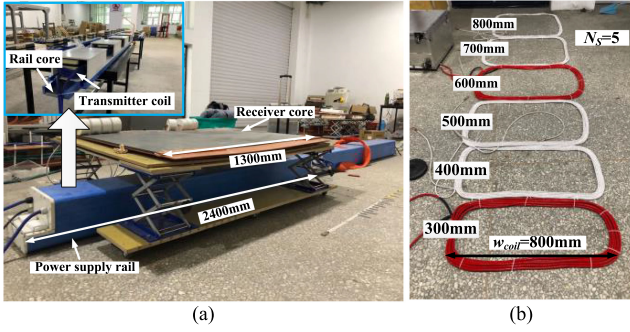 Rail core
Transmitter coil
Receiver core
1300mm
2400mm
Power supply rail
(a)
800mm
N_S=5
700mm
600mm
500mm
400mm
300mm
w_coil=800mm
(b)